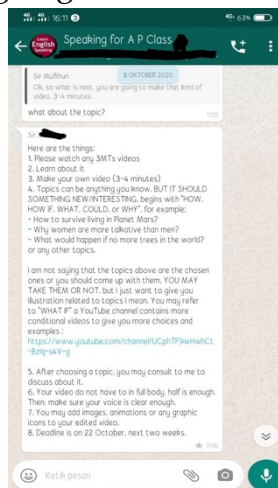 16:11
63%
Learn
English
Speaking
Speaking for A P Class
Sir Muflihun
8 OKTOBER 2020
Ok, so what is next, you are going to make that kind of
video, 3-4 minutes.
what about the topic?
11.55
Sir
Here are the things:
1. Please watch any 3MTs videos
2. Learn about it
3. Make your own video (3-4 minutes)
4. Topics can be anything you know, BUT IT SHOULD
SOMETHING NEW/INTERESTING, begins with "HOW,
HOW IF, WHAT, COULD, or WHY", for example:
- How to survive living in Planet Mars?
- Why women are more talkative than men?
- What would happen if no more trees in the world?
or any other topics.
I am not saying that the topics above are the chosen
ones or you should come up with them, YOU MAY
TAKE THEM OR NOT, but I just want to give you
illustration related to topics I mean. You may refer
to "WHAT IF" a YouTube channel contains more
conditional videos to give you more choices and
examples :
5. After choosing a topic, you may consult to me to
discuss about it.
6. Your video do not have to in full body, half is enough.
Then, make sure your voice is clear enough.
7. You may add images, animations or any graphic
icons to your edited video.
8. Deadline is on 22 October, next two weeks.
11.56
Ketik pesan